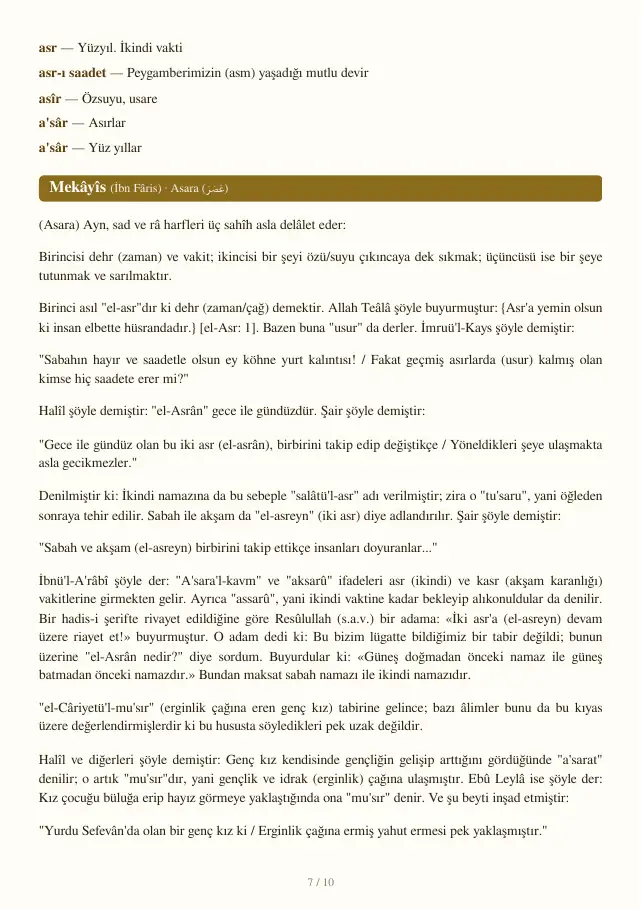 asr — Yüzyıl. İkindi vakti
asr-ı saadet — Peygamberimizin (asm) yaşadığı mutlu devir
asîr — Özsuyu, usare
a'sâr — Asırlar
a'sâr — Yüz yıllar
Mekâyîs (İbn Fâris) · Asara (عَصَرَ)
(Asara) Ayn, sad ve râ harfleri üç sahîh asla delâlet eder:
Birincisi dehr (zaman) ve vakit; ikincisi bir şeyi özü/suyu çıkıncaya dek sıkmak; üçüncüsü ise bir şeye
tutunmak ve sarılmaktır.
Birinci asıl "el-asr"dır ki dehr (zaman/çağ) demektir. Allah Teâlâ şöyle buyurmuştur: {Asr'a yemin olsun
ki insan elbette hüsrandadır.} [el-Asr: 1]. Bazen buna "usur" da derler. İmruü'l-Kays şöyle demiştir:
"Sabahın hayır ve saadetle olsun ey köhne yurt kalıntısı! / Fakat geçmiş asırlarda (usur) kalmış olan
kimse hiç saadete erer mi?"
Halîl şöyle demiştir: "el-Asrân" gece ile gündüzdür. Şair şöyle demiştir:
"Gece ile gündüz olan bu iki asr (el-asrân), birbirini takip edip değiştikçe / Yöneldikleri şeye ulaşmakta
asla gecikmezler."
Denilmiştir ki: İkindi namazına da bu sebeple "salâtü'l-asr" adı verilmiştir; zira o "tu'saru", yani öğleden
sonraya tehir edilir. Sabah ile akşam da "el-asreyn" (iki asr) diye adlandırılır. Şair şöyle demiştir:
"Sabah ve akşam (el-asreyn) birbirini takip ettikçe insanları doyuranlar..."
İbnü'l-A'râbî şöyle der: "A'sara'l-kavm" ve "aksarû" ifadeleri asr (ikindi) ve kasr (akşam karanlığı)
vakitlerine girmekten gelir. Ayrıca "assarû", yani ikindi vaktine kadar bekleyip alıkonuldular da denilir.
Bir hadis-i şerifte rivayet edildiğine göre Resûlullah (s.a.v.) bir adama: «İki asr'a (el-asreyn) devam
üzere riayet et!» buyurmuştur. O adam dedi ki: Bu bizim lügatte bildiğimiz bir tabir değildi; bunun
üzerine "el-Asrân nedir?" diye sordum. Buyurdular ki: «Güneş doğmadan önceki namaz ile güneş
batmadan önceki namazdır.» Bundan maksat sabah namazı ile ikindi namazıdır.
"el-Câriyetü'l-mu'sır" (erginlik çağına eren genç kız) tabirine gelince; bazı âlimler bunu da bu kıyas
üzere değerlendirmişlerdir ki bu hususta söyledikleri pek uzak değildir.
Halîl ve diğerleri şöyle demiştir: Genç kız kendisinde gençliğin gelişip arttığını gördüğünde "a'sarat"
denilir; o artık "mu'sır"dır, yani gençlik ve idrak (erginlik) çağına ulaşmıştır. Ebû Leylâ ise şöyle der:
Kız çocuğu büluğa erip hayız görmeye yaklaştığında ona "mu'sır" denir. Ve şu beyti inşad etmiştir:
"Yurdu Sefevân'da olan bir genç kız ki / Erginlik çağına ermiş yahut ermesi pek yaklaşmıştır."
7 / 10